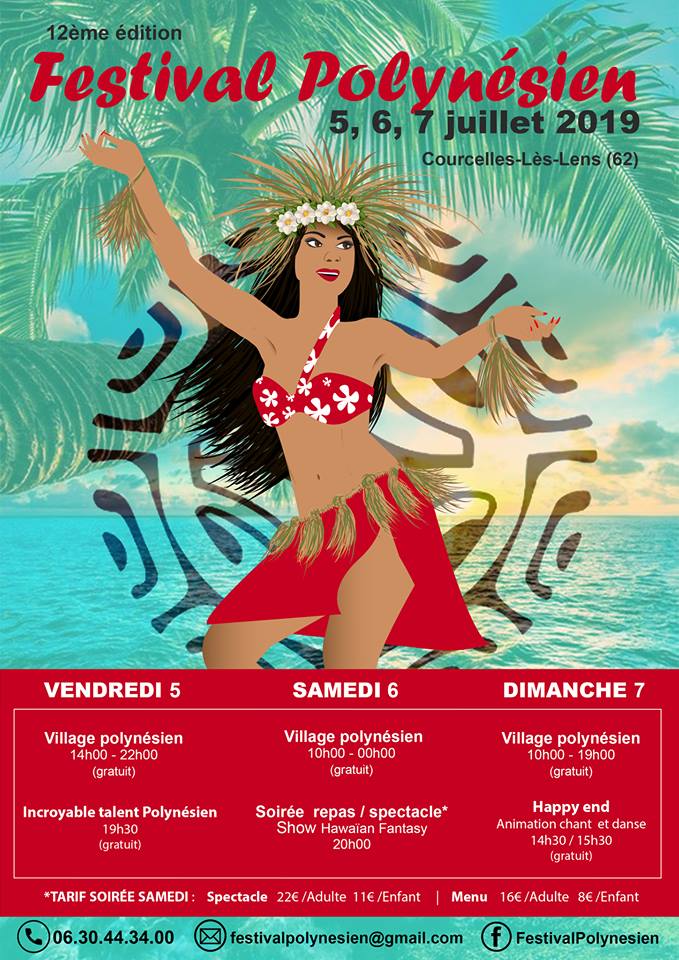 12ème édition
Festival Polynésien
5, 6, 7 juillet 2019
Courcelles-Lès-Lens (62)
VENDREDI 5
Village polynésien
14h00 - 22h00
(gratuit)
Incroyable talent Polynésien
19h30
(gratuit)
SAMEDI 6
Village polynésien
10h00 - 00h00
(gratuit)
Soirée repas / spectacle*
Show Hawaïan Fantasy
20h00
DIMANCHE 7
Village polynésien
10h00 - 19h00
(gratuit)
Happy end
Animation chant et danse
14h30 / 15h30
(gratuit)
*TARIF SOIRÉE SAMEDI : Spectacle 22€ /Adulte 11€ /Enfant | Menu 16€ /Adulte 8€ /Enfant
06.30.44.34.00 festivalpolynesien@gmail.com FestivalPolynesien